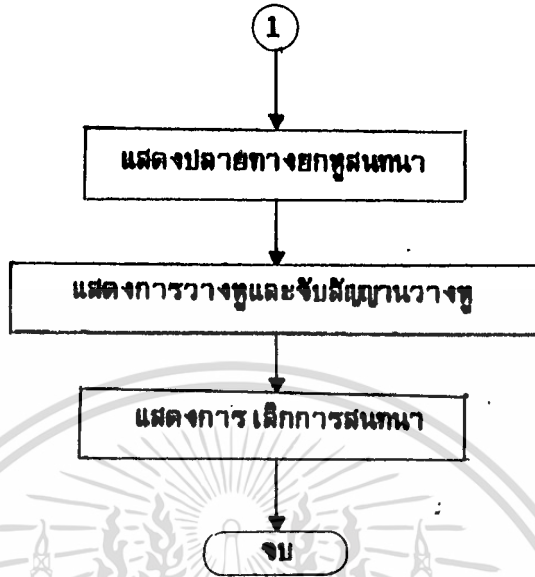 1
แสดงปลายทางยกหูสนทนา
แสดงการวางหูและจับสัญญานวางหู
แสดงการเลิกการสนทนา
จบ